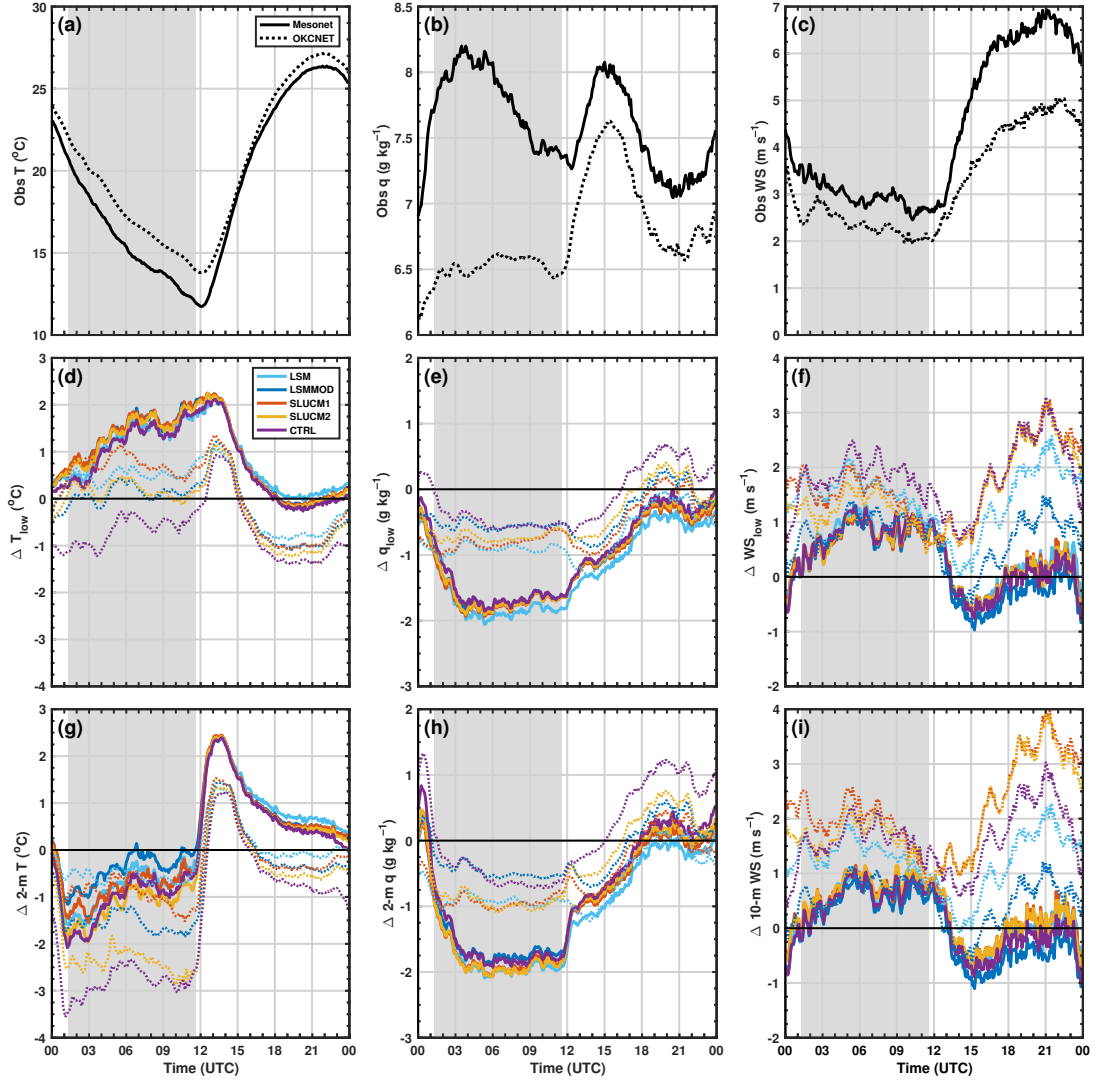 (a)
Mesonet
OKCNET
Obs T (°C)
30
25
20
15
10
(b)
Obs q (g kg⁻¹)
8.5
8
7.5
7
6.5
6
(c)
Obs WS (m s⁻¹)
7
6
5
4
3
2
1
0
(d)
LSM
LSMMOD
SLUCM1
SLUCM2
CTRL
Δ T_low (°C)
3
2
1
0
-1
-2
-3
-4
(e)
Δ q_low (g kg⁻¹)
2
1
0
-1
-2
-3
(f)
Δ WS_low (m s⁻¹)
4
3
2
1
0
-1
-2
(g)
Δ 2-m T (°C)
3
2
1
0
-1
-2
-3
-4
00 03 06 09 12 15 18 21 00
Time (UTC)
(h)
Δ 2-m q (g kg⁻¹)
2
1
0
-1
-2
-3
00 03 06 09 12 15 18 21 00
Time (UTC)
(i)
Δ 10-m WS (m s⁻¹)
4
3
2
1
0
-1
-2
00 03 06 09 12 15 18 21 00
Time (UTC)